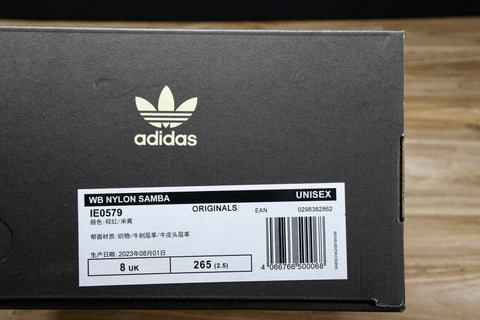 adidas
WB NYLON SAMBA UNISEX
IE0579 ORIGINALS EAN 0298382862
颜色: 棕红/米黄
帮面材质: 织物/牛剖层革/牛皮头层革
生产日期: 2023年08月01日
8 UK 265 (2.5)
4 066766 500068